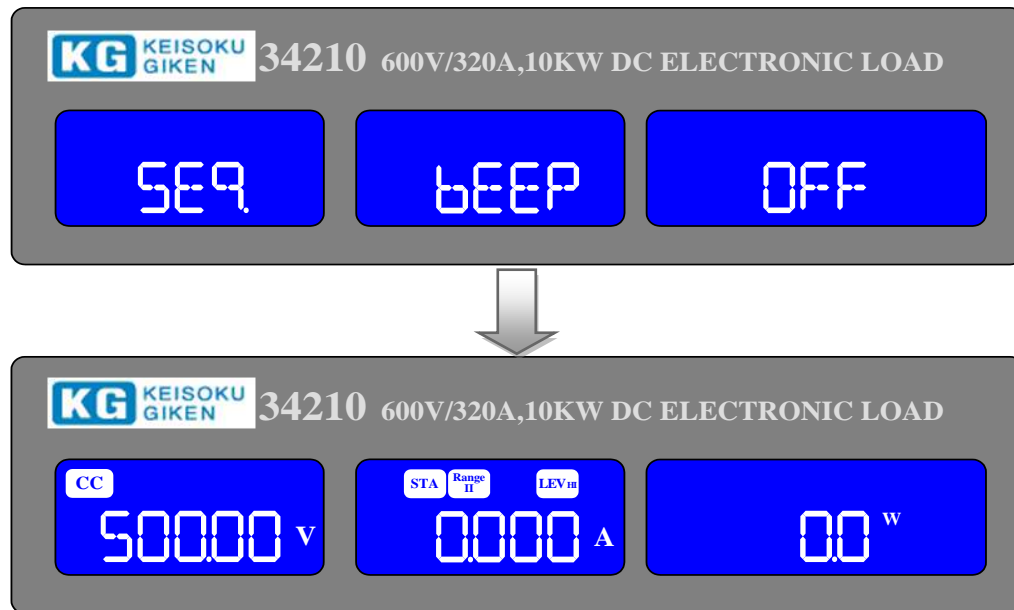 KG KEISOKU GIKEN 34210 600V/320A,10KW DC ELECTRONIC LOAD
SEq. bEEP OFF
KG KEISOKU GIKEN 34210 600V/320A,10KW DC ELECTRONIC LOAD
CC STA Range II LEV HI
500.00 V 0.000 A 0.0 W